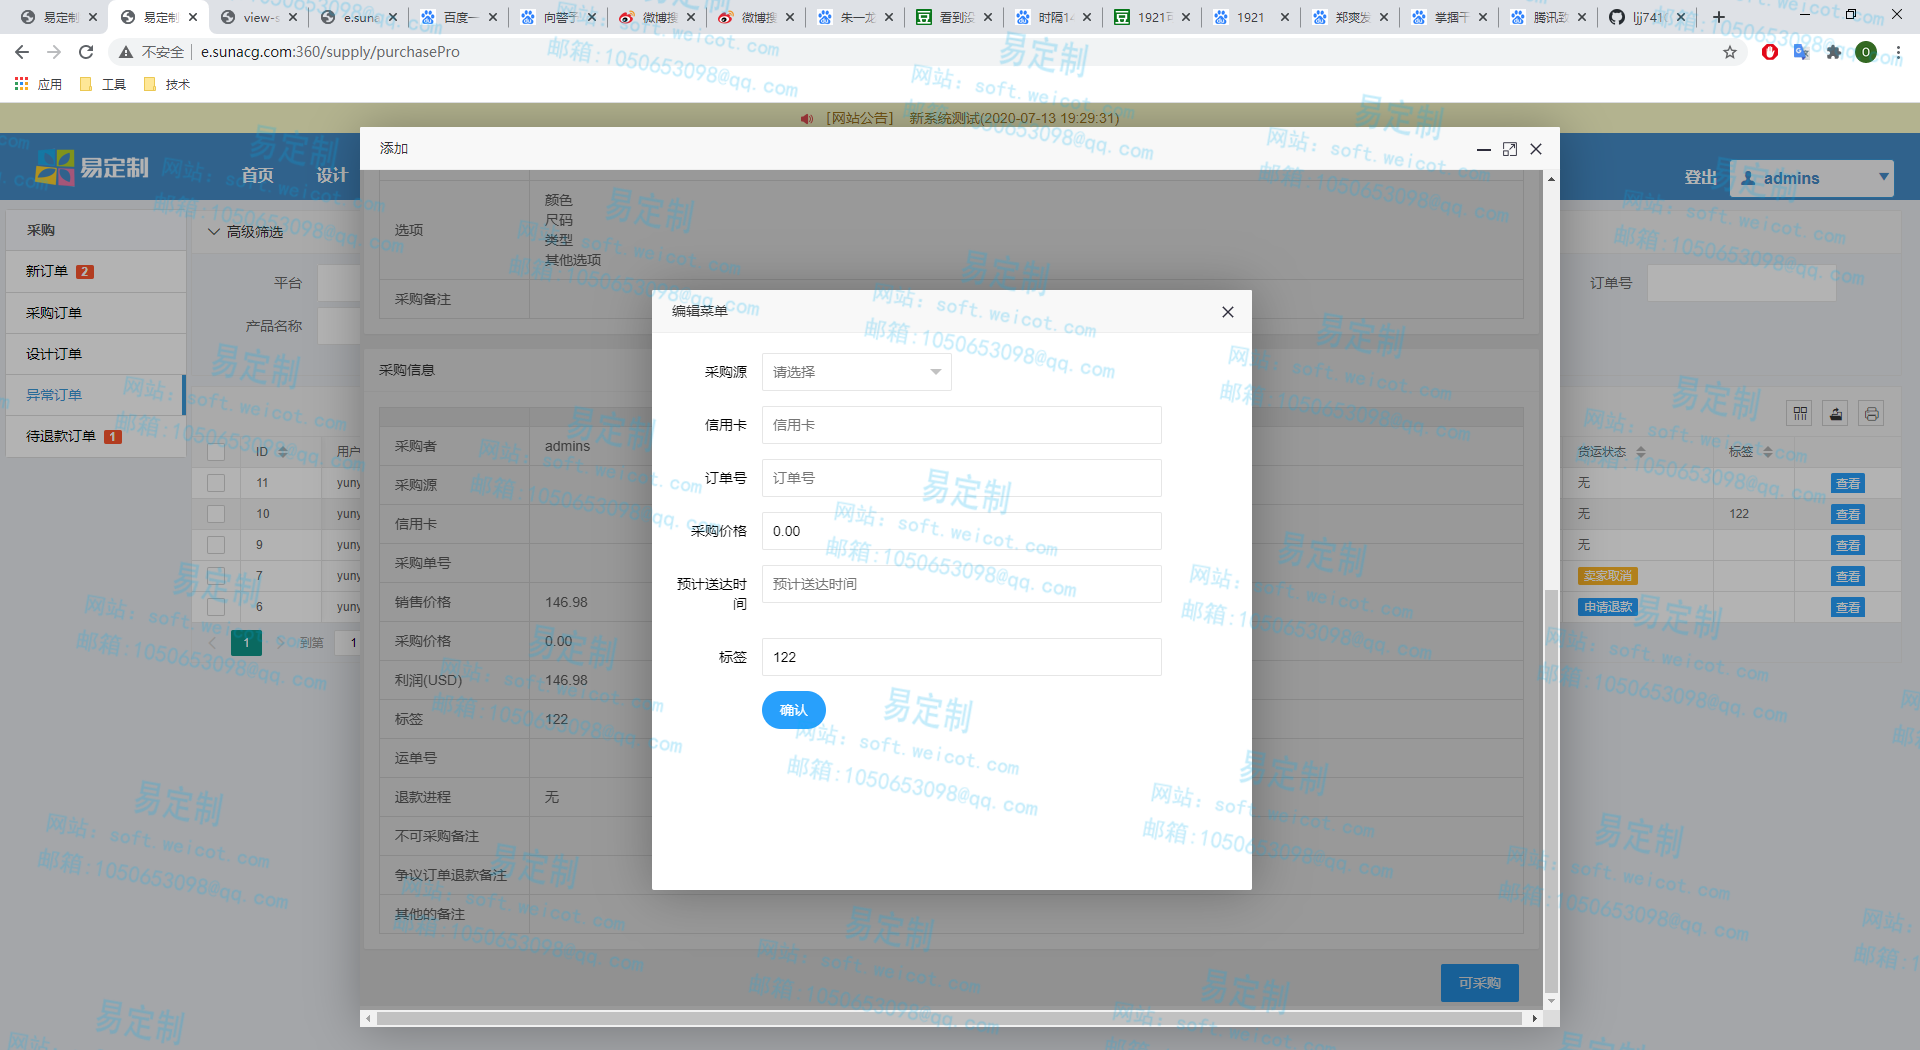 易定制
易定制
view-s
e.suna
百度一
向警予
微博搜
微博搜
朱一龙
看到没
时隔14
1921可
1921
郑爽发
掌掴干
腾讯致
ljj741
不安全 e.sunacg.com:360/supply/purchasePro
应用 工具 技术
[网站公告] 新系统测试(2020-07-13 19:29:31)
易定制 首页 设计
登出 admins
采购
新订单 2
采购订单
设计订单
异常订单
待退款订单 1
高级筛选
平台
产品名称
订单号
ID 用户
11 yuny
10 yuny
9 yuny
7 yuny
6 yuny
1 到第 1
货运状态 标签
无 查看
无 122 查看
无 查看
卖家取消 查看
申请退款 查看
添加
选项
颜色
尺码
类型
其他选项
采购备注
采购信息
采购者 admins
采购源
信用卡
采购单号
销售价格 146.98
采购价格 0.00
利润(USD) 146.98
标签 122
运单号
退款进程 无
不可采购备注
争议订单退款备注
其他的备注
可采购
编辑菜单
采购源 请选择
信用卡 信用卡
订单号 订单号
采购价格 0.00
预计送达时间 预计送达时间
标签 122
确认
易定制
网站: soft.weicot.com
邮箱:1050653098@qq.com